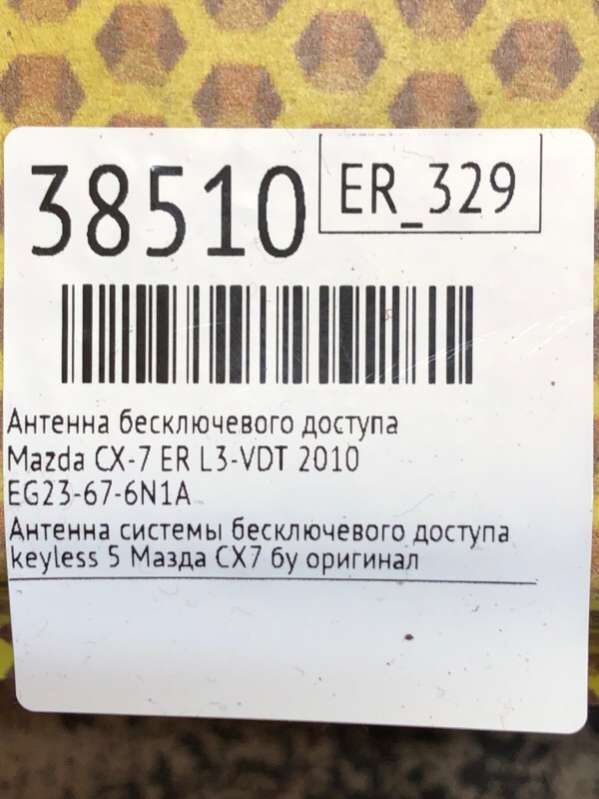 38510
ER_329
Антенна бесключевого доступа
Mazda CX-7 ER L3-VDT 2010
EG23-67-6N1A
Антенна системы бесключевого доступа
keyless 5 Мазда CX7 бу оригинал